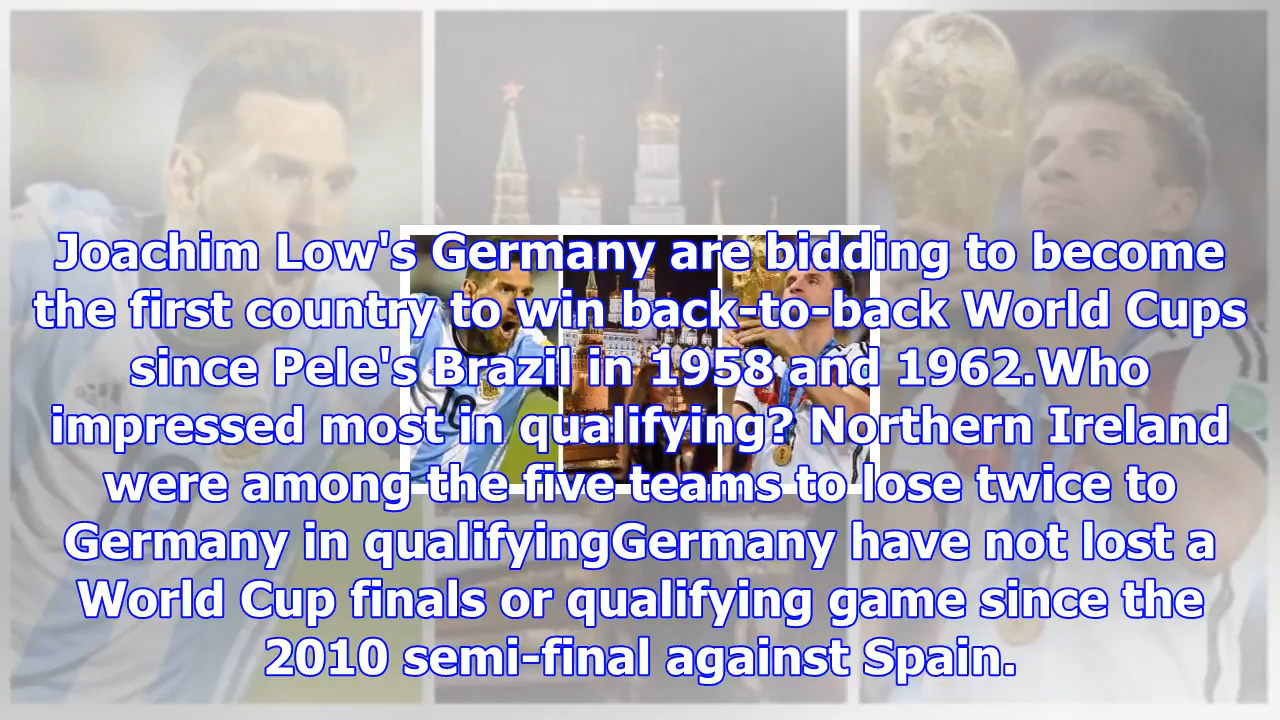 Joachim Low's Germany are bidding to become
the first country to win back-to-back World Cups
since Pele's Brazil in 1958 and 1962.Who
impressed most in qualifying? Northern Ireland
were among the five teams to lose twice to
Germany in qualifyingGermany have not lost a
World Cup finals or qualifying game since the
2010 semi-final against Spain.
10